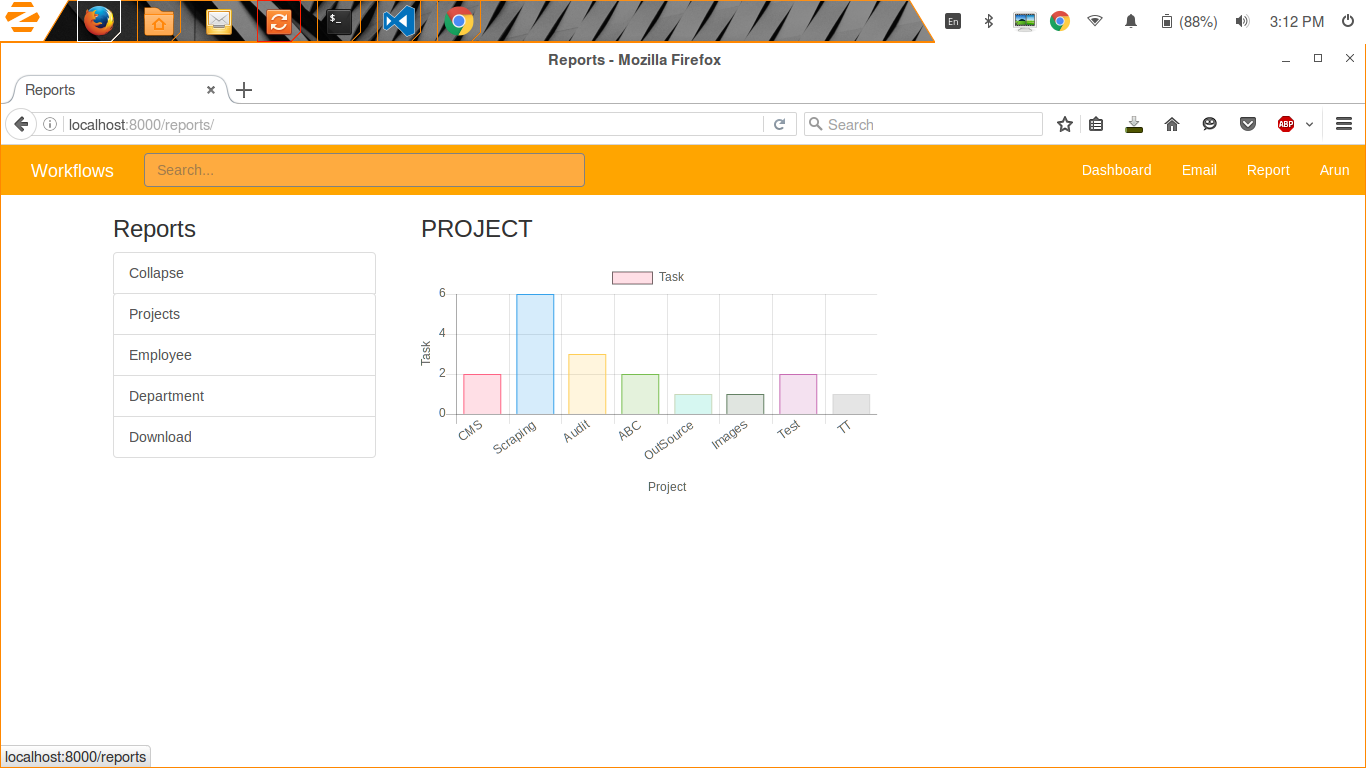 En (88%) 3:12 PM
Reports - Mozilla Firefox
Reports
localhost:8000/reports/
Search
ABP
Workflows
Search...
Dashboard Email Report Arun
Reports
Collapse
Projects
Employee
Department
Download
PROJECT
Task
6
4
2
0
Task
CMS Scraping Audit ABC OutSource Images Test TT
Project
localhost:8000/reports